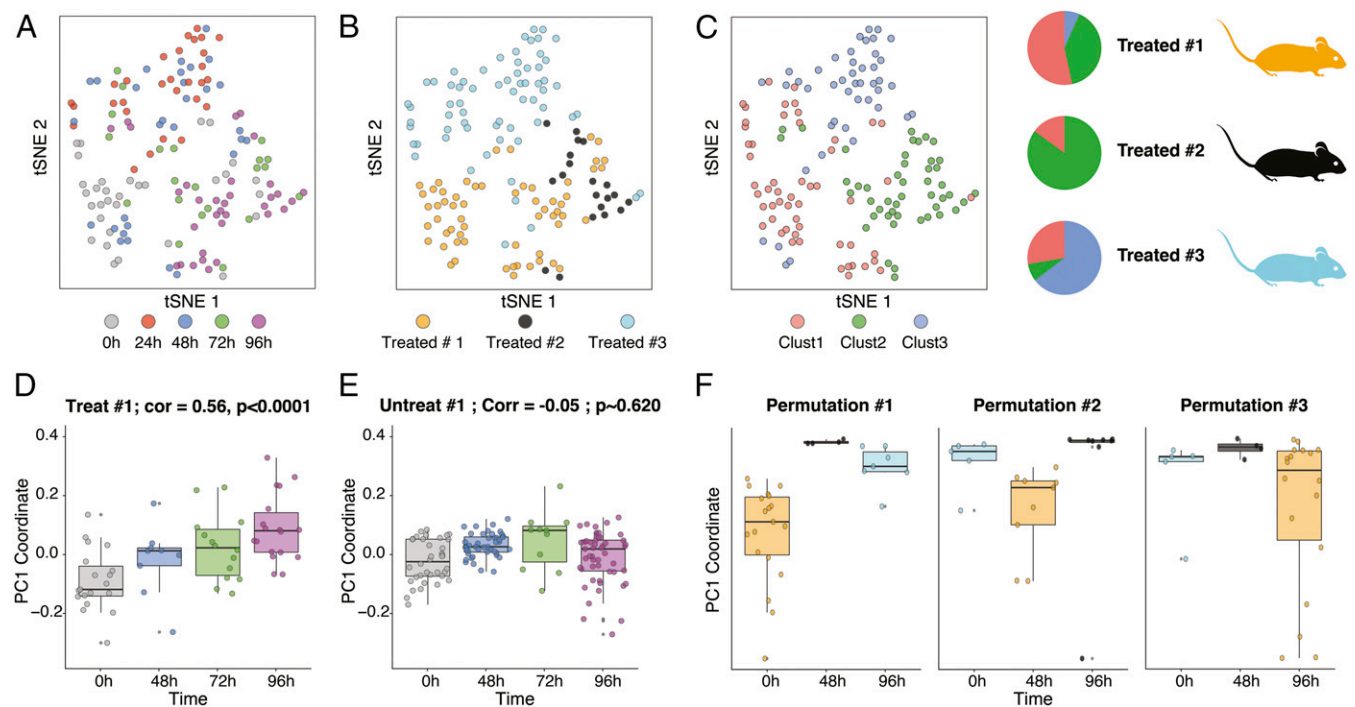 A
tSNE 2
tSNE 1
0h 24h 48h 72h 96h
B
tSNE 2
tSNE 1
Treated # 1 Treated #2 Treated #3
C
tSNE 2
tSNE 1
Clust1 Clust2 Clust3
Treated #1
Treated #2
Treated #3
D
Treat #1; cor = 0.56, p<0.0001
PC1 Coordinate
0.4
0.2
0.0
−0.2
0h 48h 72h 96h
Time
E
Untreat #1 ; Corr = -0.05 ; p~0.620
PC1 Coordinate
0.4
0.2
0.0
−0.2
0h 48h 72h 96h
Time
F
Permutation #1 Permutation #2 Permutation #3
PC1 Coordinate
0h 48h 96h 0h 48h 96h 0h 48h 96h
Time